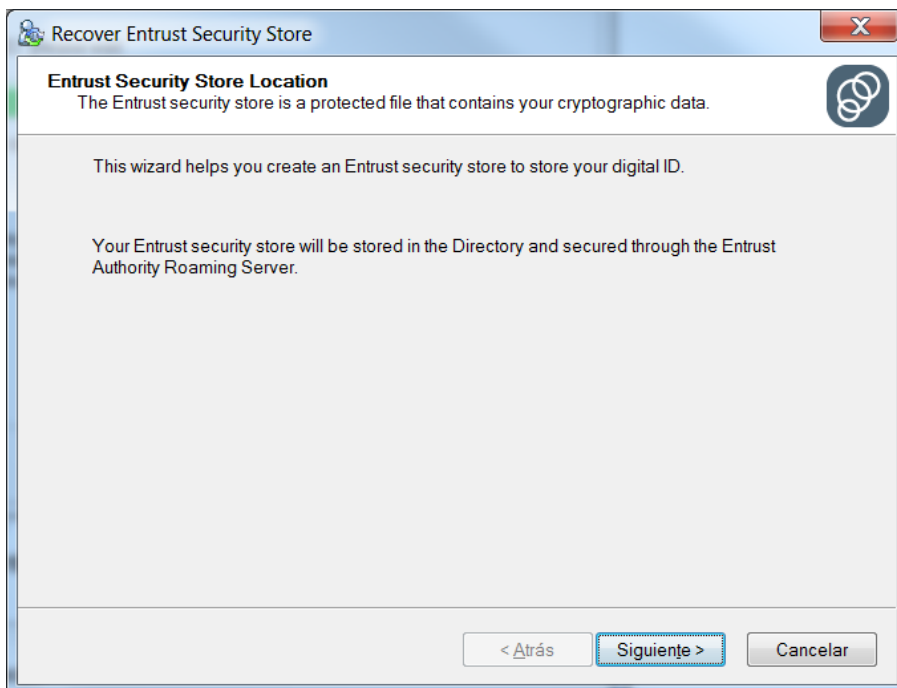 Recover Entrust Security Store
Entrust Security Store Location
The Entrust security store is a protected file that contains your cryptographic data.
This wizard helps you create an Entrust security store to store your digital ID.
Your Entrust security store will be stored in the Directory and secured through the Entrust
Authority Roaming Server.
< Atrás
Siguiente >
Cancelar